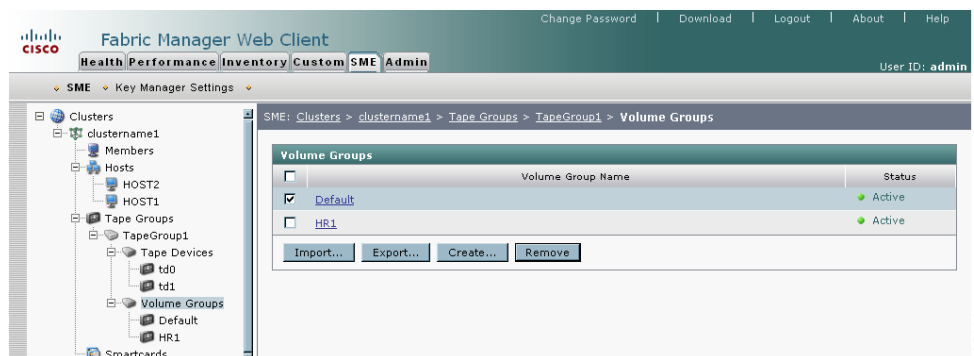 Change Password | Download | Logout | About | Help
CISCO
Fabric Manager Web Client
Health Performance Inventory Custom SME Admin
User ID: admin
SME Key Manager Settings
Clusters
clustername1
Members
Hosts
HOST2
HOST1
Tape Groups
TapeGroup1
Tape Devices
td0
td1
Volume Groups
Default
HR1
Smartcards
SME: Clusters > clustername1 > Tape Groups > TapeGroup1 > Volume Groups
Volume Groups
Volume Group Name Status
Default Active
HR1 Active
Import... Export... Create... Remove